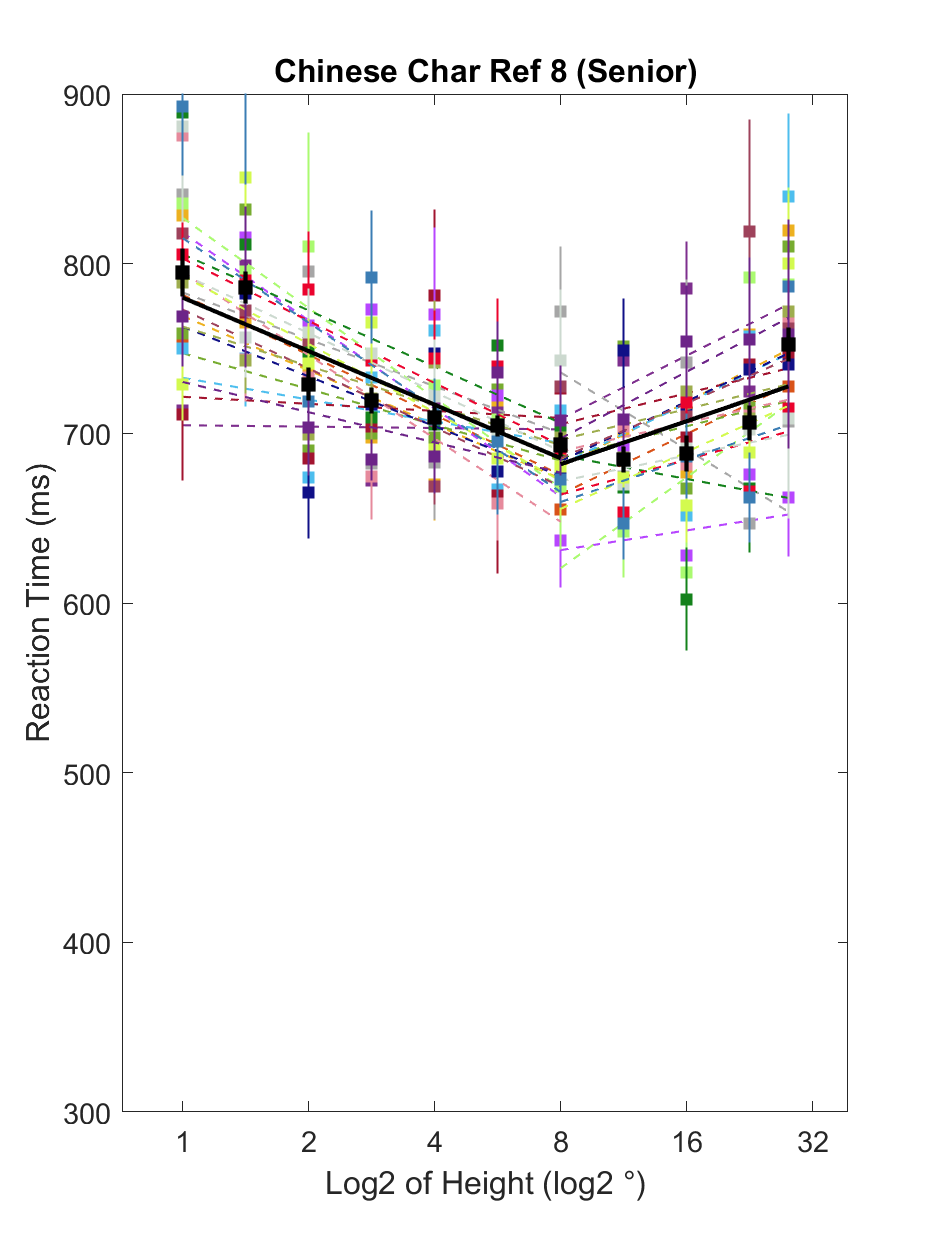 Chinese Char Ref 8 (Senior)
900
800
700
600
500
400
300
Reaction Time (ms)
1 2 4 8 16 32
Log2 of Height (log2 °)